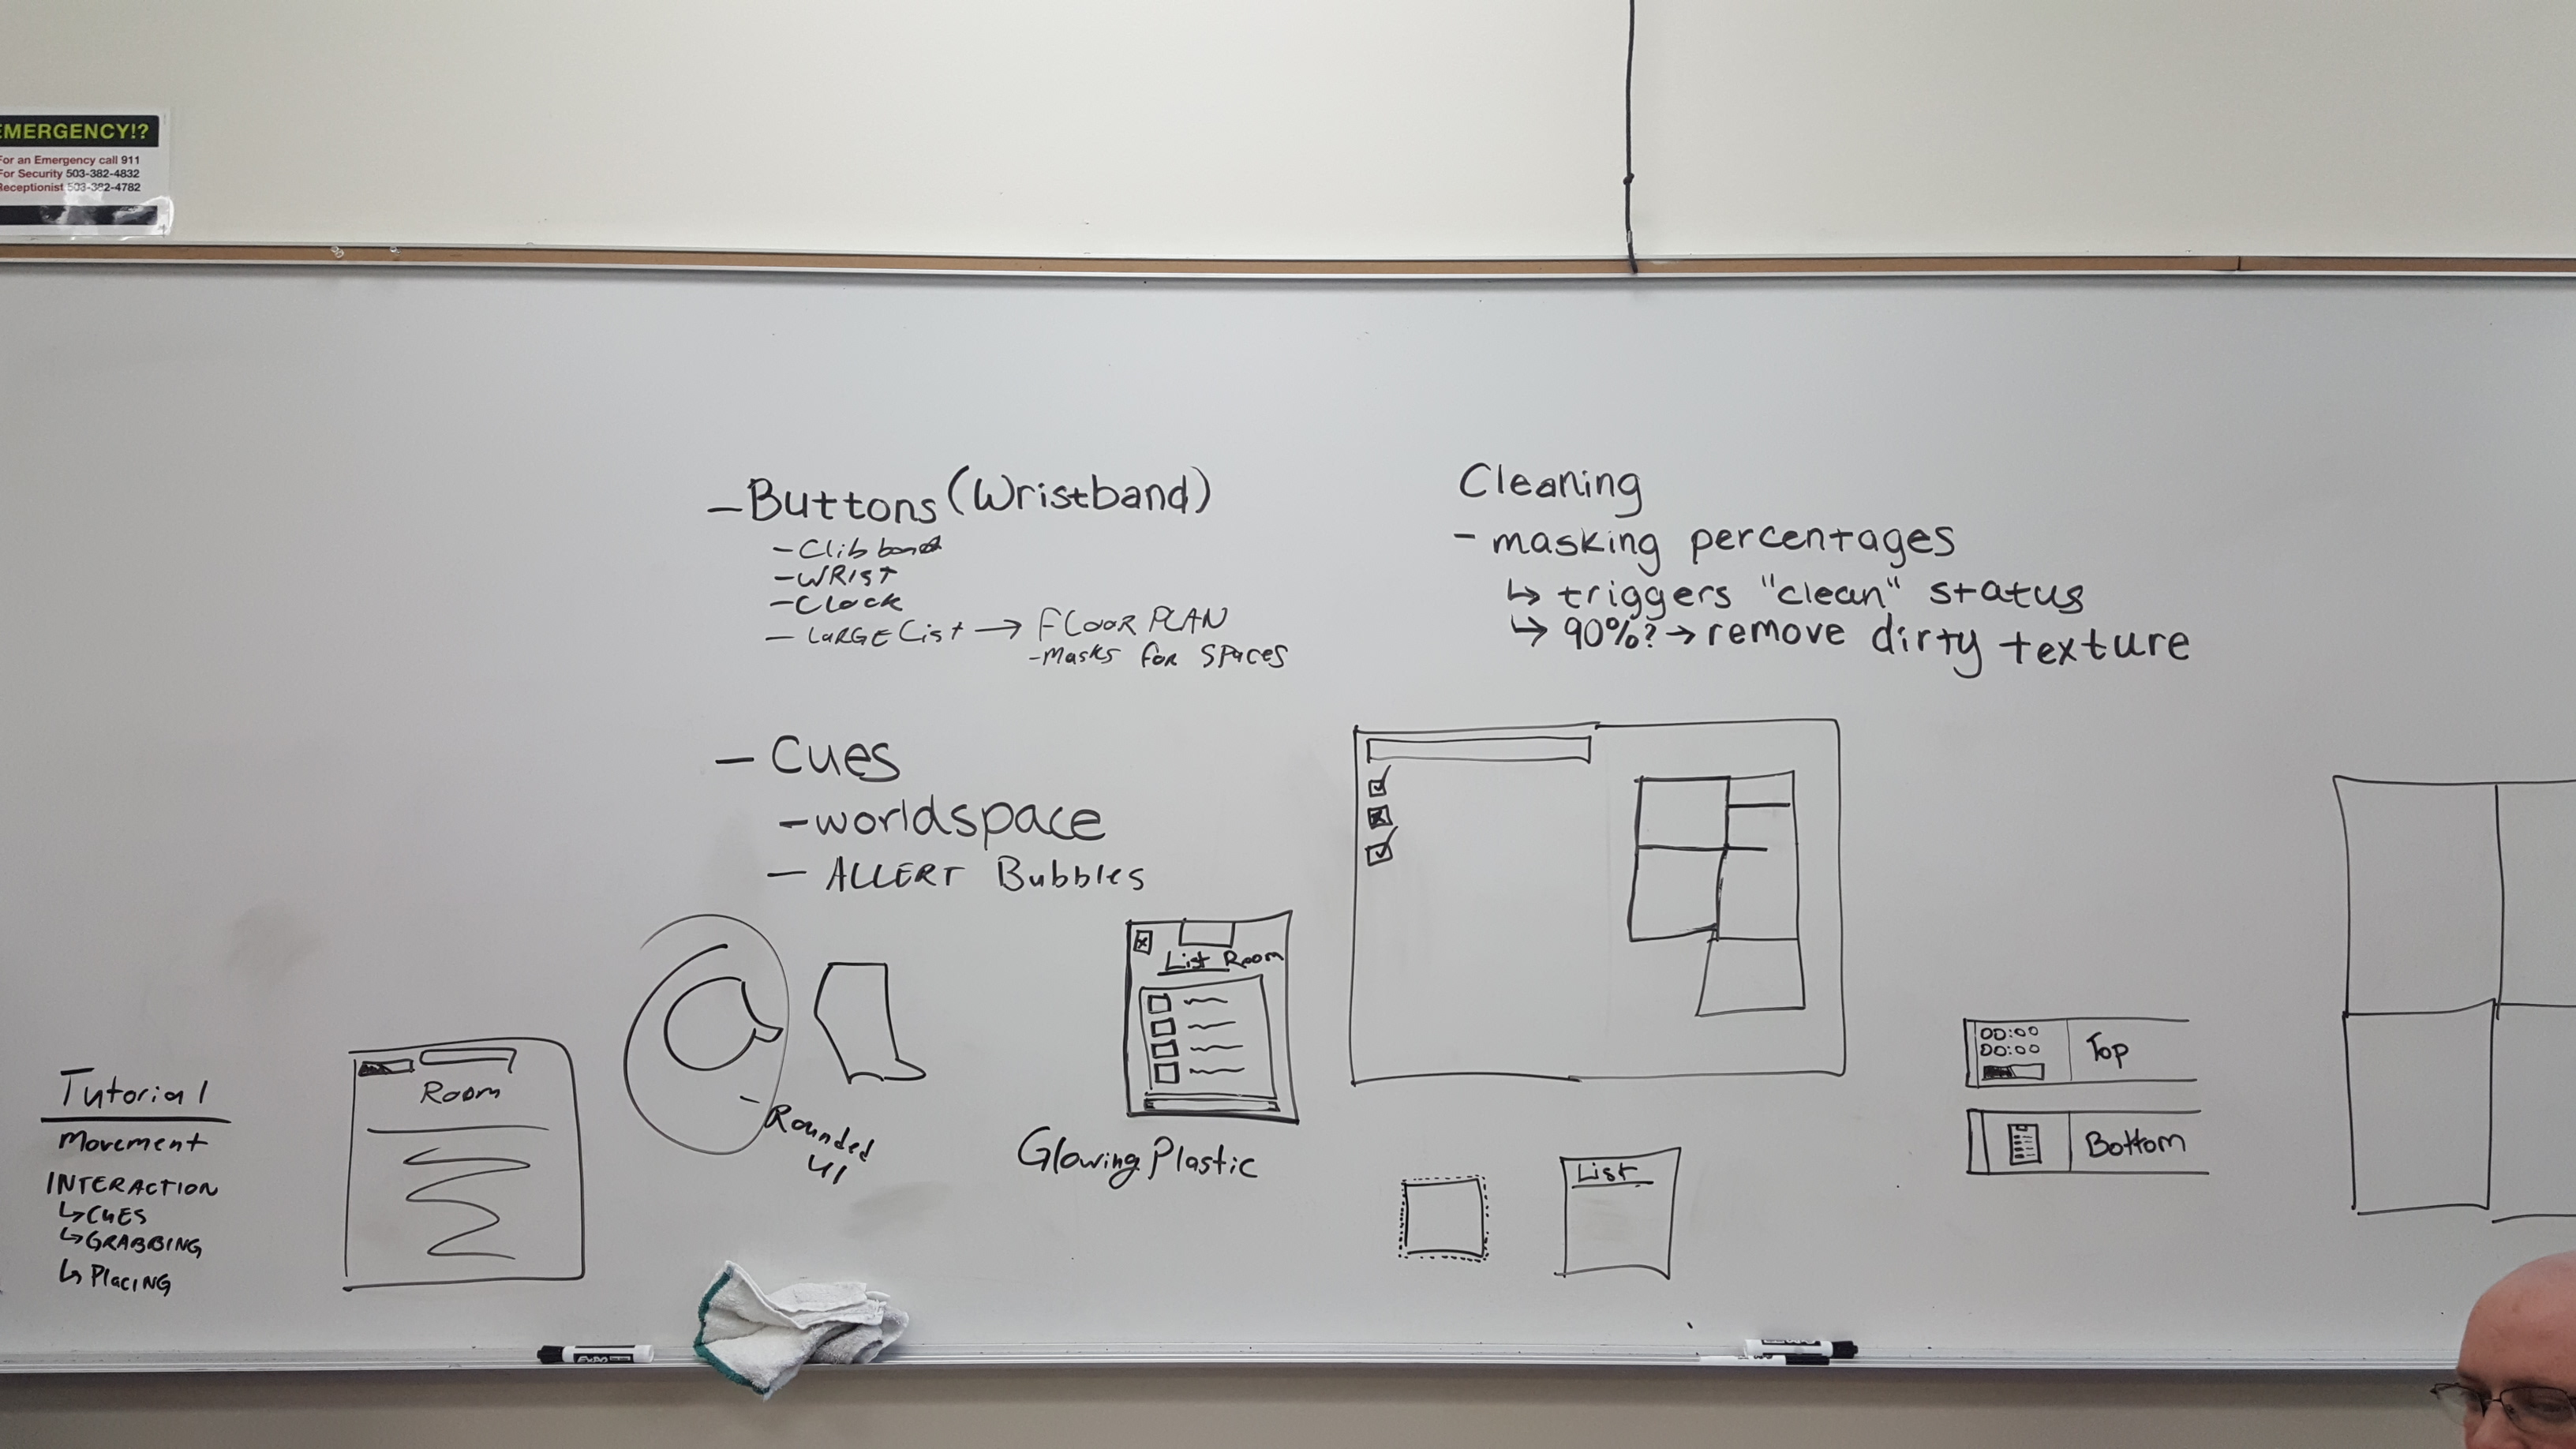 EMERGENCY!?
For an Emergency call 911
For Security 503-382-4832
Receptionist 503-382-4782
- Buttons (Wristband)
- Clibboard
- WRIST
- Clock
- LARGE List → FLOOR PLAN
- Masks for SPACES
- Cues
- worldspace
- ALLERT Bubbles
Cleaning
- masking percentages
↳ triggers "clean" status
↳ 90%? → remove dirty texture
Tutorial
Movement
INTERACTION
↳ CUES
↳ GRABBING
↳ PlaciNG
Room
- Rounded
UI
List Room
Glowing Plastic
List
00:00
00:00
Top
Bottom
EXPO